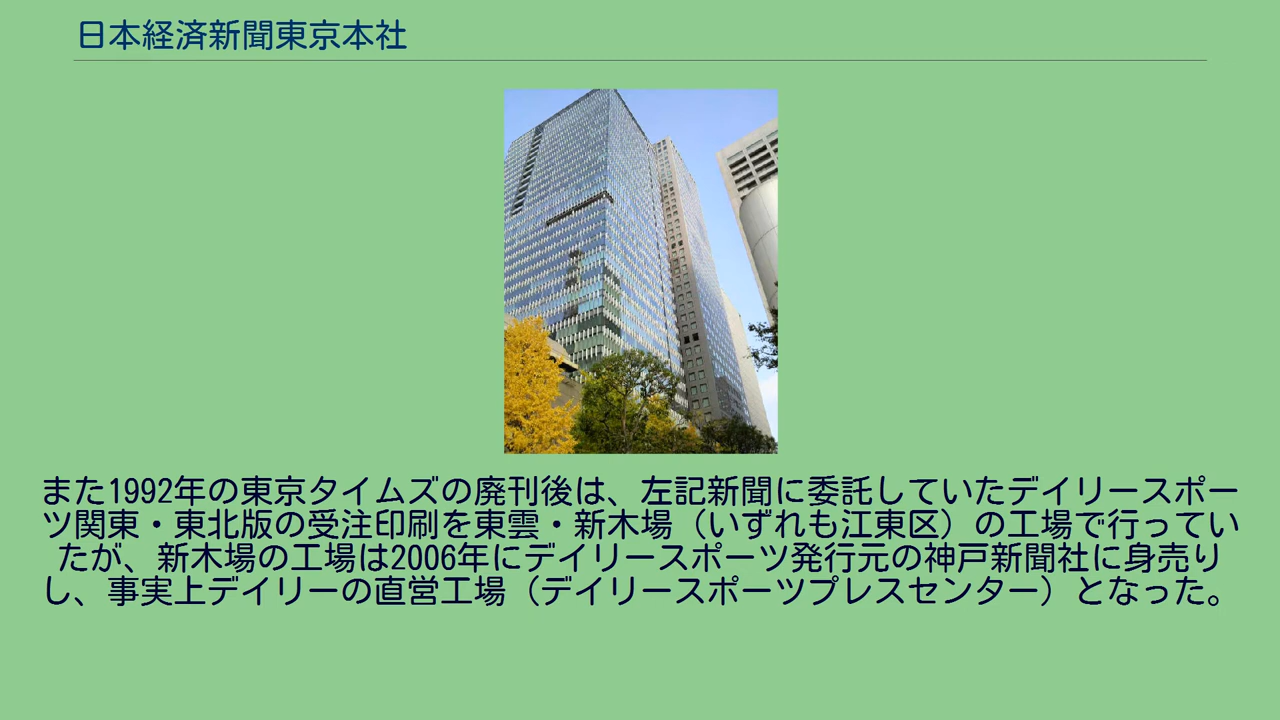 日本経済新聞東京本社
また1992年の東京タイムズの廃刊後は、左記新聞に委託していたデイリースポー
ツ関東・東北版の受注印刷を東雲・新木場（いずれも江東区）の工場で行ってい
たが、新木場の工場は2006年にデイリースポーツ発行元の神戸新聞社に身売り
し、事実上デイリーの直営工場（デイリースポーツプレスセンター）となった。